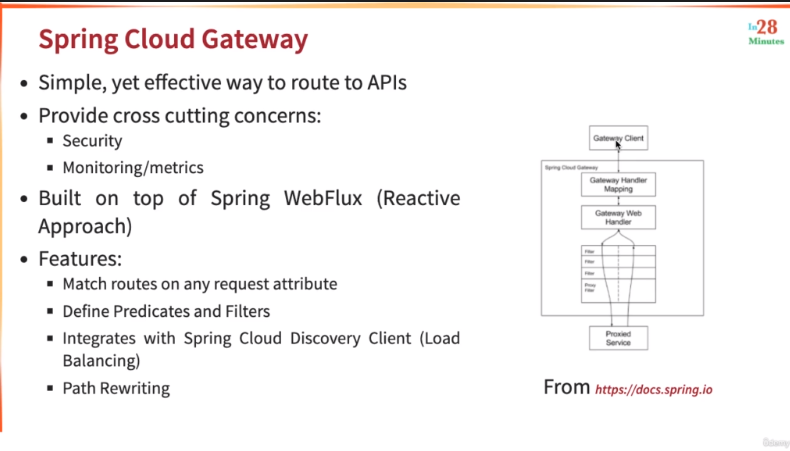 Spring Cloud Gateway
In28
Minutes
• Simple, yet effective way to route to APIs
• Provide cross cutting concerns:
▪ Security
▪ Monitoring/metrics
• Built on top of Spring WebFlux (Reactive
Approach)
• Features:
▪ Match routes on any request attribute
▪ Define Predicates and Filters
▪ Integrates with Spring Cloud Discovery Client (Load
Balancing)
▪ Path Rewriting
Gateway Client
Spring Cloud Gateway
Gateway Handler
Mapping
Gateway Web
Handler
Filter
Filter
Filter
Proxy
Filter
Proxied
Service
From https://docs.spring.io
Udemy